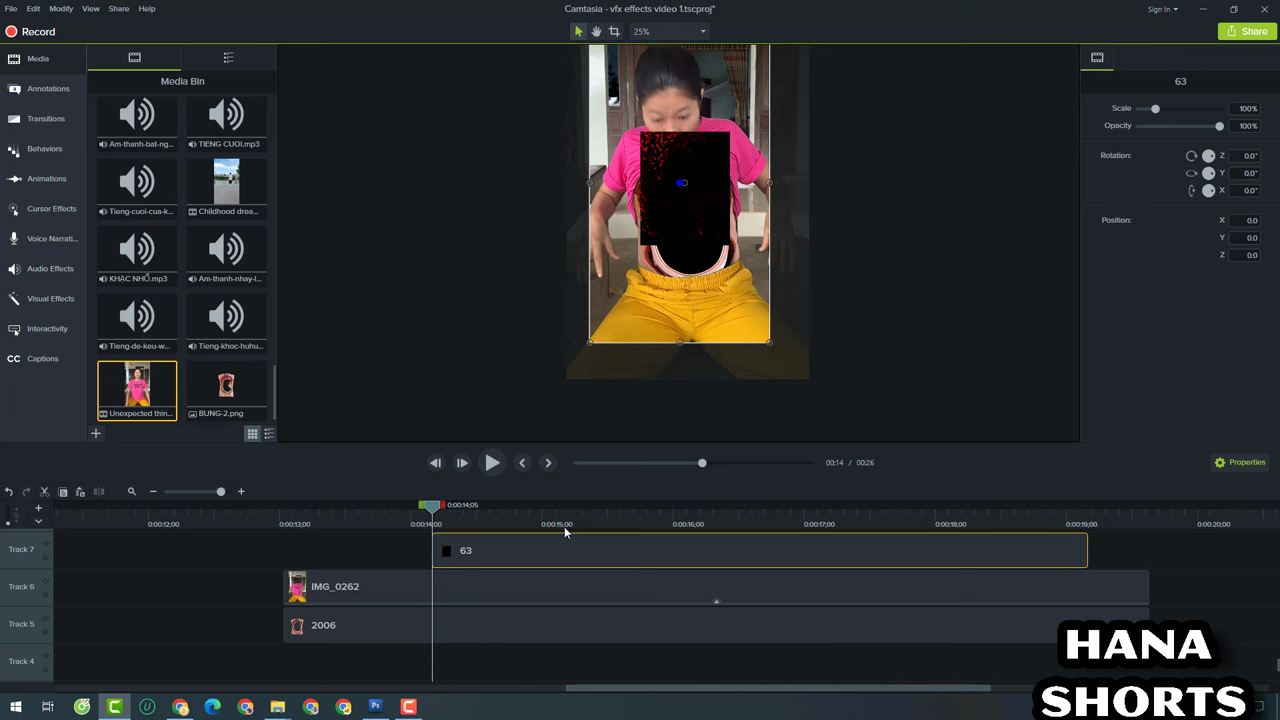 File Edit Modify View Share Help
Camtasia - vfx effects video 1.tscproj*
Sign In
Record
25%
Share
Media
Annotations
Transitions
Behaviors
Animations
Cursor Effects
Voice Narrati...
Audio Effects
Visual Effects
Interactivity
CC Captions
Media Bin
Am-thanh-bat-ng... TIENG CUOI.mp3
Tieng-cuoi-cua-k... Childhood drea...
KHẠC NHỔ.mp3 Am-thanh-nhay-l...
Tieng-de-keu-w... Tieng-khoc-huhu...
Unexpected thin... BUNG-2.png
63
Scale 100%
Opacity 100%
Rotation: Z 0.0°
Y 0.0°
X 0.0°
Position: X 0.0
Y 0.0
Z 0.0
00:14 / 00:26
Properties
0:00:14;05
0:00:12;00 0:00:13;00 0:00:14;00 0:00:15;00 0:00:16;00 0:00:17;00 0:00:18;00 0:00:19;00 0:00:20;00
Track 7 63
Track 6 IMG_0262
Track 5 2006
Track 4
HANA
SHORTS